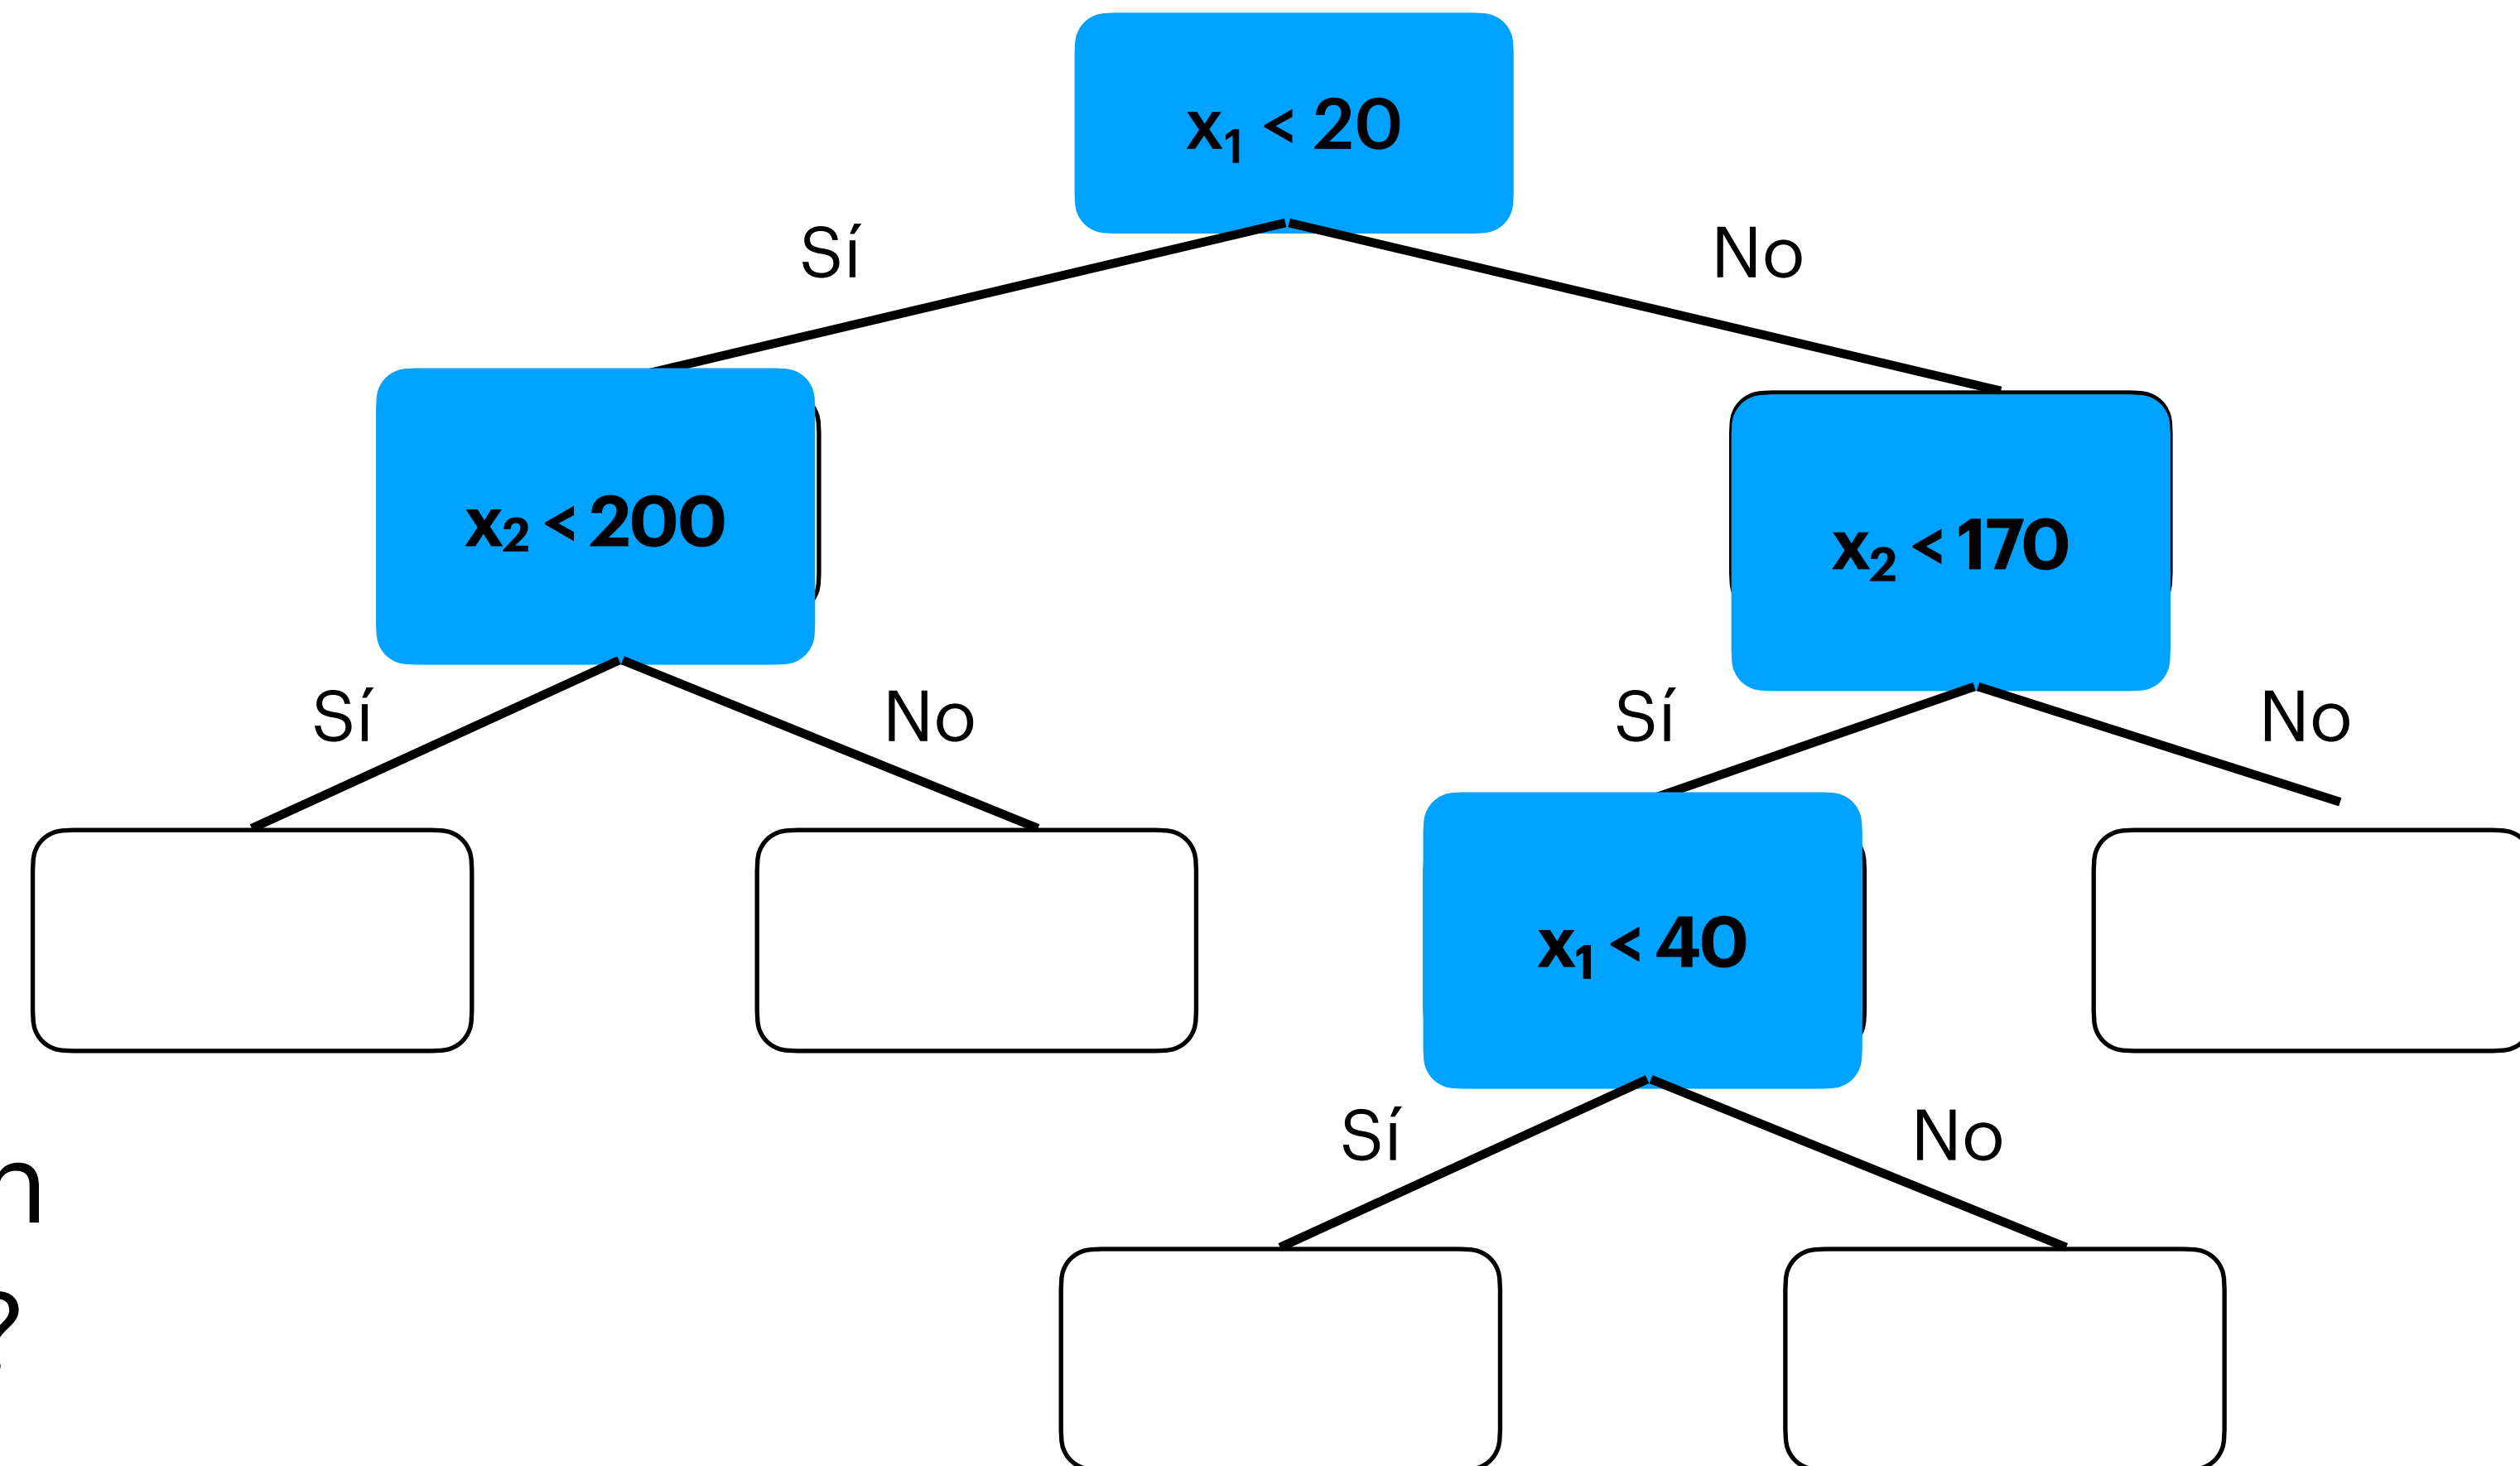 x₁ < 20
Sí
No
x₂ < 200
x₂ < 170
Sí
No
Sí
No
x₁ < 40
Sí
No
n
?